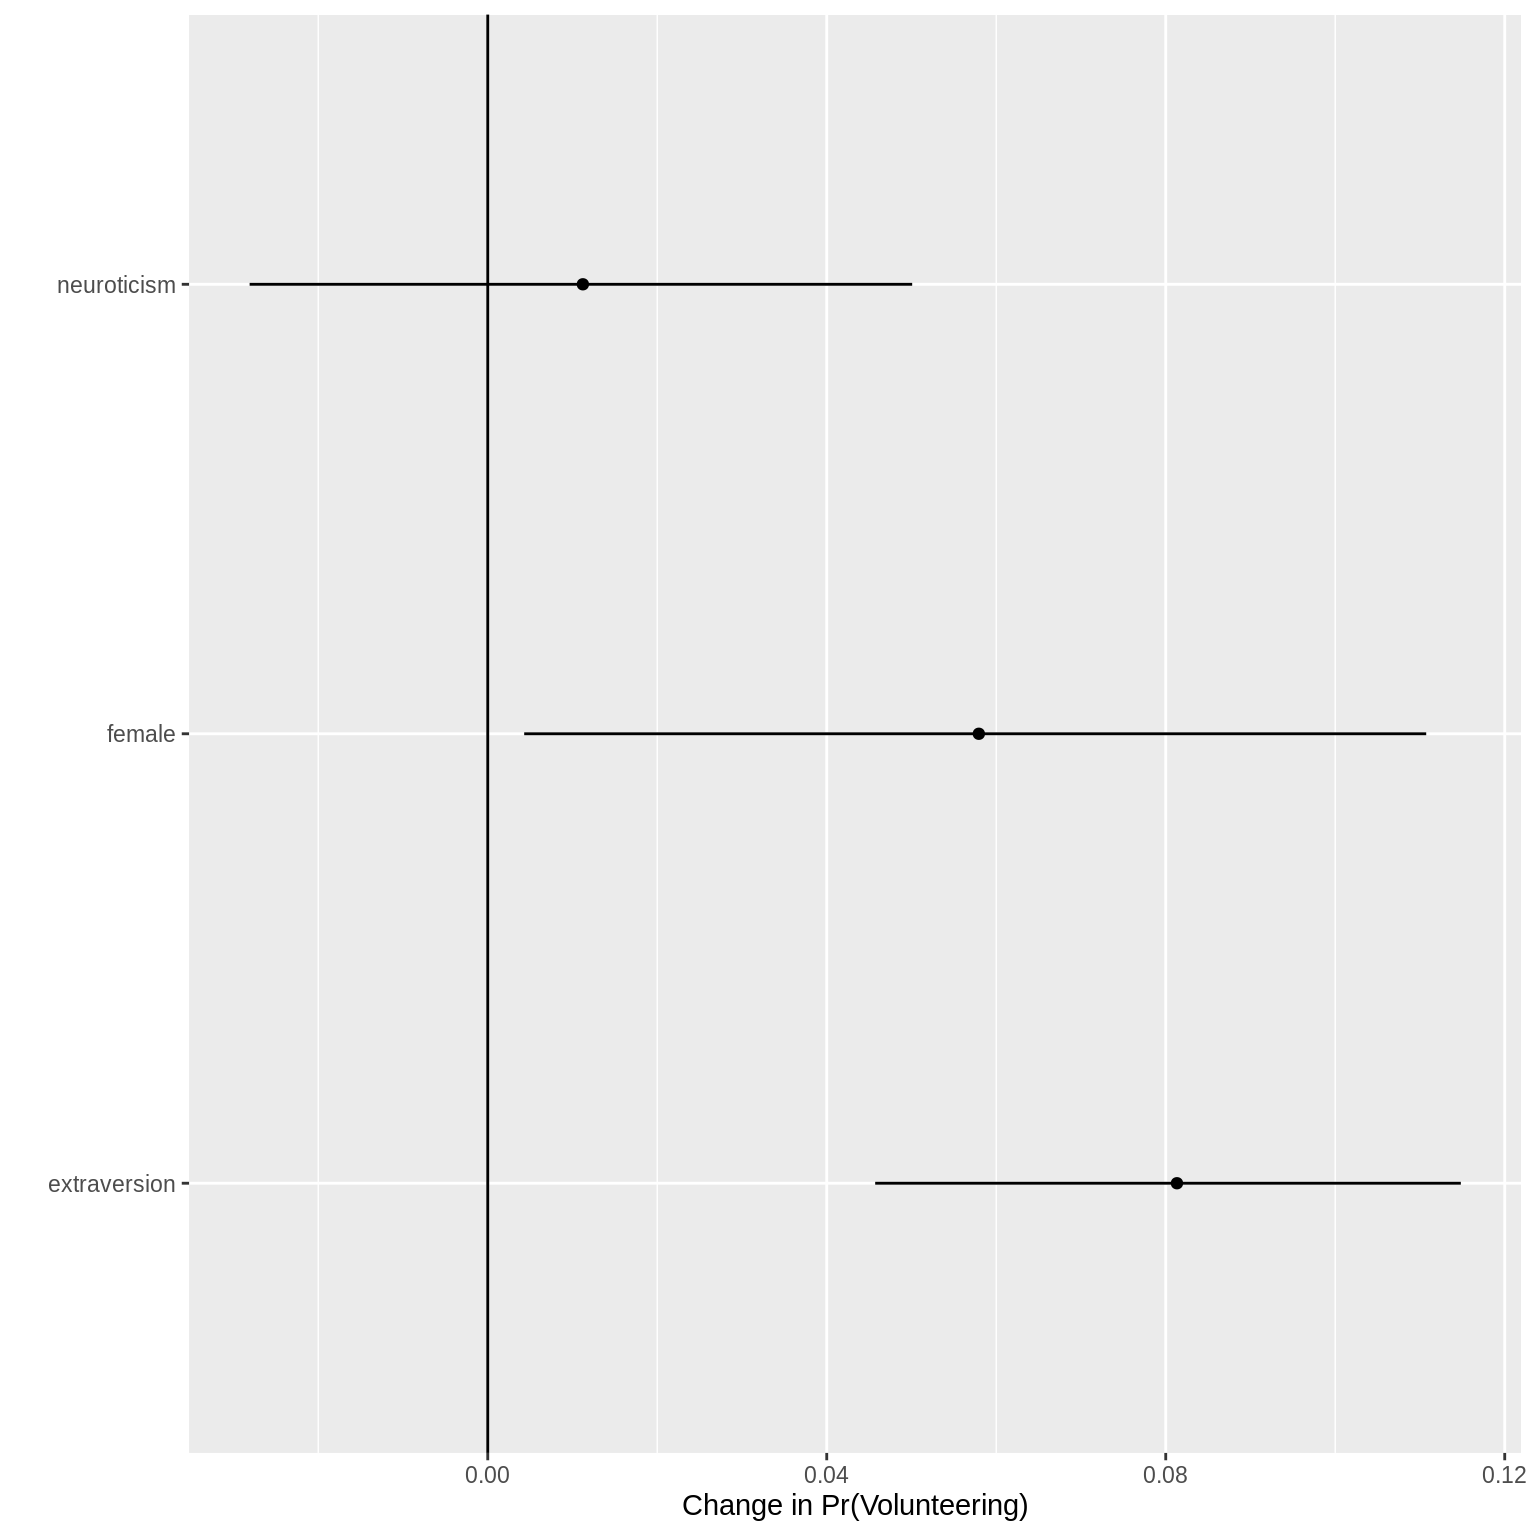 neuroticism
female
extraversion
0.00 0.04 0.08 0.12
Change in Pr(Volunteering)